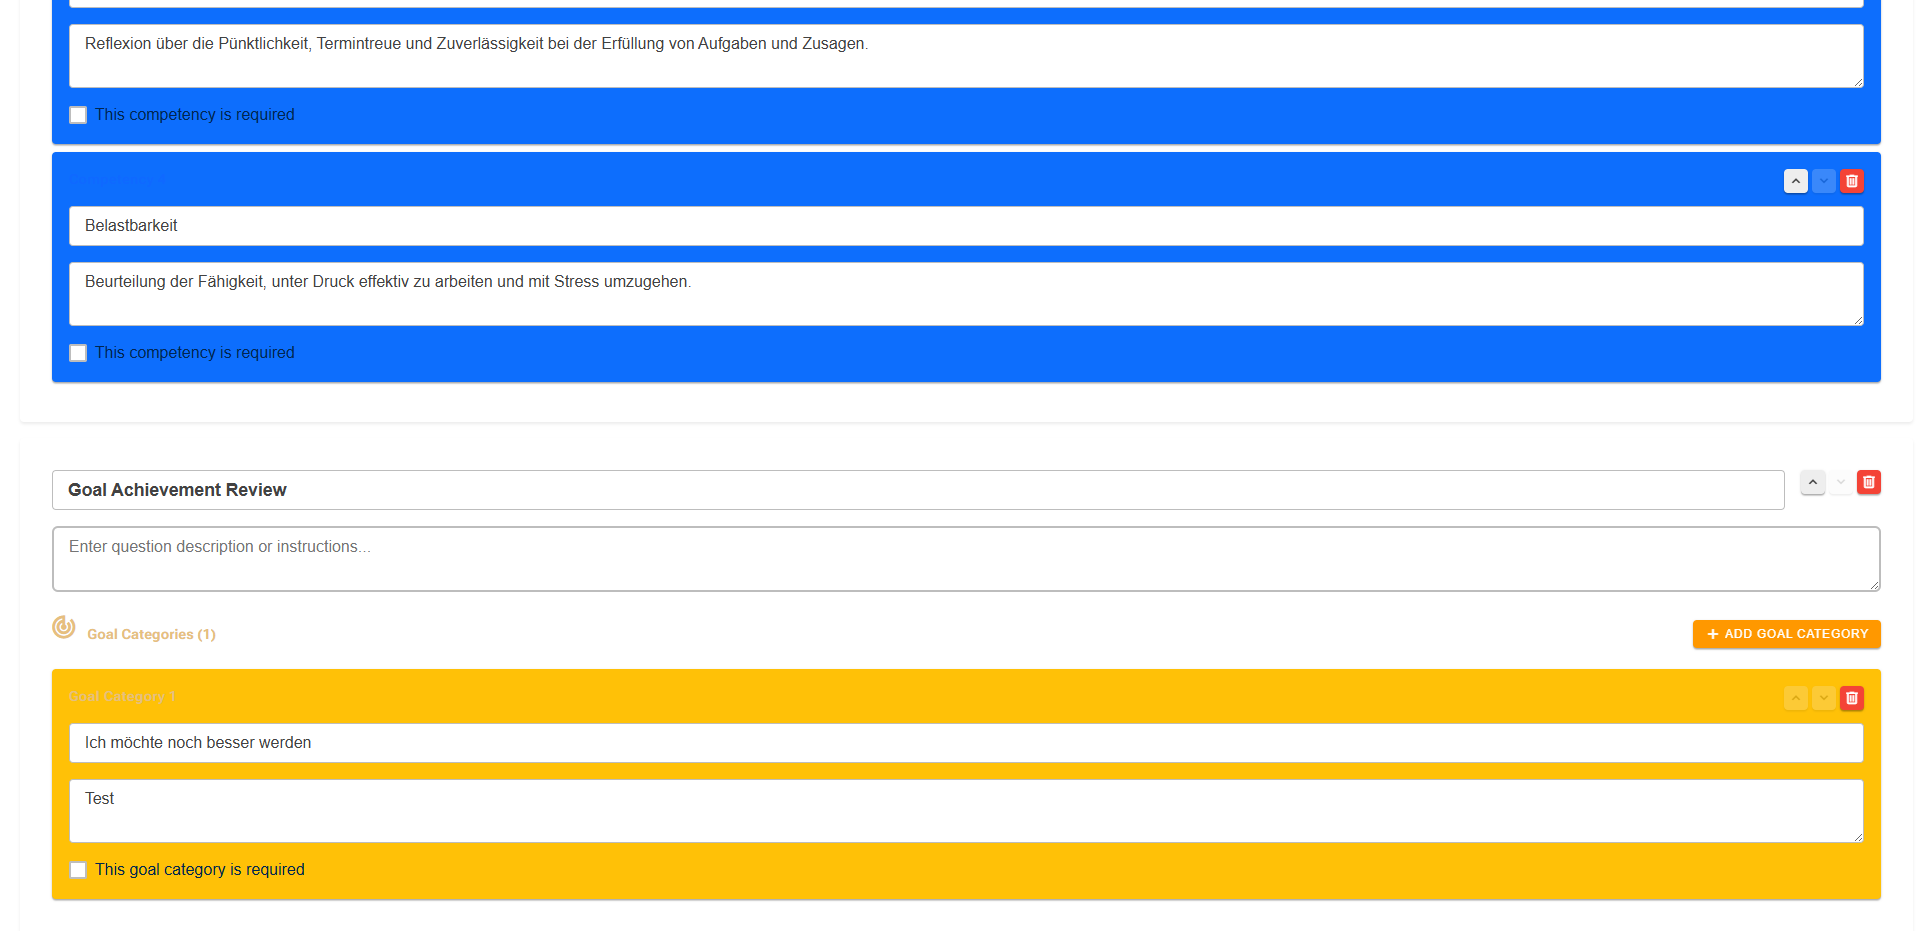 Reflexion über die Pünktlichkeit, Termintreue und Zuverlässigkeit bei der Erfüllung von Aufgaben und Zusagen.
This competency is required
Belastbarkeit
Beurteilung der Fähigkeit, unter Druck effektiv zu arbeiten und mit Stress umzugehen.
This competency is required
Goal Achievement Review
Enter question description or instructions...
Goal Categories (1)
ADD GOAL CATEGORY
Goal Category 1
Ich möchte noch besser werden
Test
This goal category is required